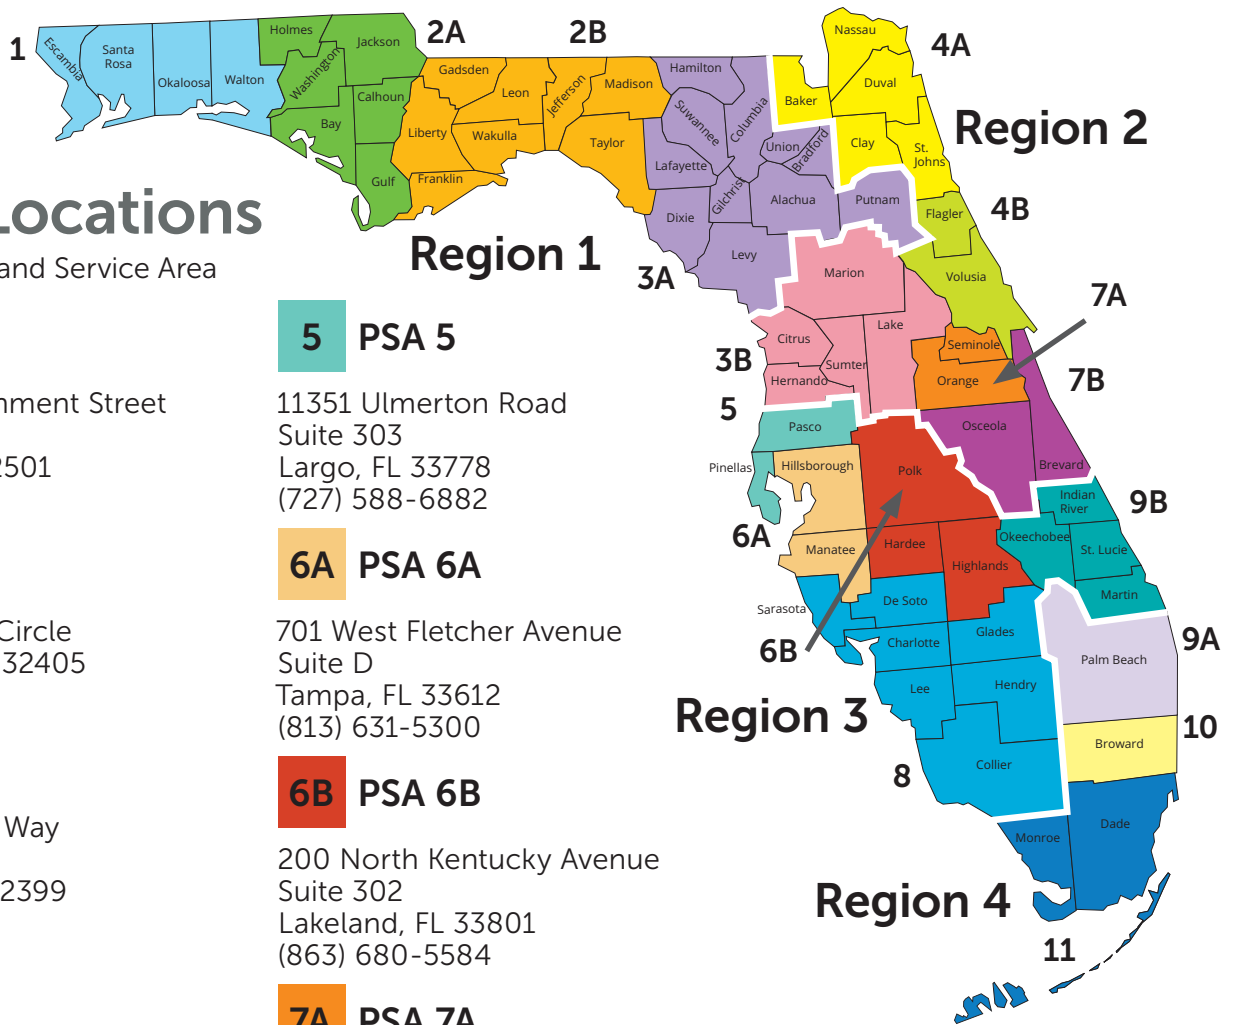 1
2A
2B
4A
Region 2
4B
Region 1
3A
7A
3B
7B
5
9B
6A
6B
9A
Region 3
10
8
Region 4
11
Escambia
Santa
Rosa
Okaloosa
Walton
Holmes
Washington
Jackson
Calhoun
Bay
Gulf
Gadsden
Leon
Jefferson
Madison
Liberty
Wakulla
Taylor
Franklin
Hamilton
Suwannee
Columbia
Lafayette
Union
Bradford
Gilchrist
Alachua
Putnam
Dixie
Levy
Nassau
Duval
Baker
Clay
St.
Johns
Flagler
Volusia
Marion
Citrus
Lake
Sumter
Hernando
Seminole
Orange
Osceola
Brevard
Pasco
Pinellas
Hillsborough
Polk
Manatee
Hardee
Highlands
Indian
River
Okeechobee
St. Lucie
Martin
Sarasota
De Soto
Charlotte
Glades
Lee
Hendry
Collier
Palm Beach
Broward
Monroe
Dade
Locations
and Service Area
nment Street
2501
Circle
32405
Way
2399
5 PSA 5
11351 Ulmerton Road
Suite 303
Largo, FL 33778
(727) 588-6882
6A PSA 6A
701 West Fletcher Avenue
Suite D
Tampa, FL 33612
(813) 631-5300
6B PSA 6B
200 North Kentucky Avenue
Suite 302
Lakeland, FL 33801
(863) 680-5584
7A PSA 7A